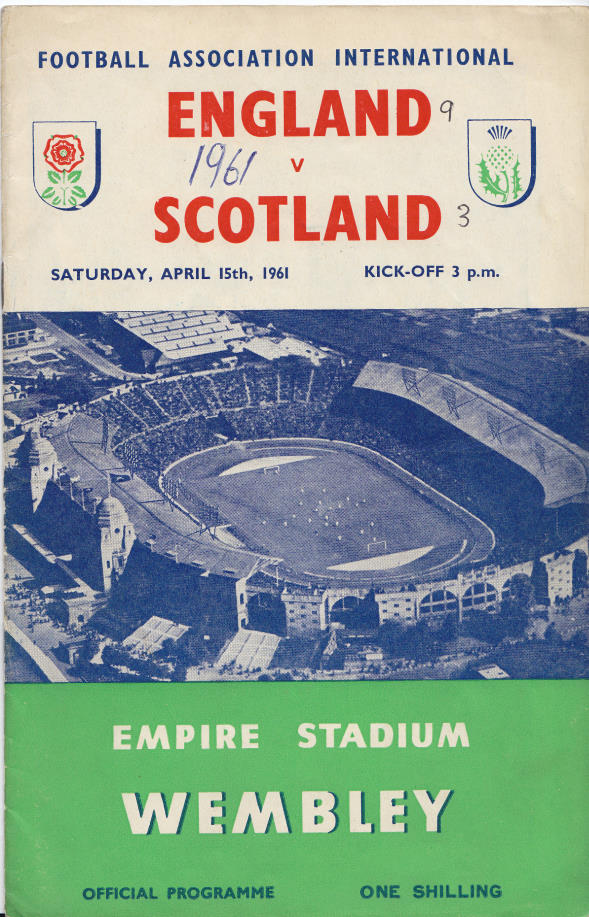 FOOTBALL ASSOCIATION INTERNATIONAL
ENGLAND 9
1961 v
SCOTLAND 3
SATURDAY, APRIL 15th, 1961 KICK-OFF 3 p.m.
EMPIRE STADIUM
WEMBLEY
OFFICIAL PROGRAMME ONE SHILLING